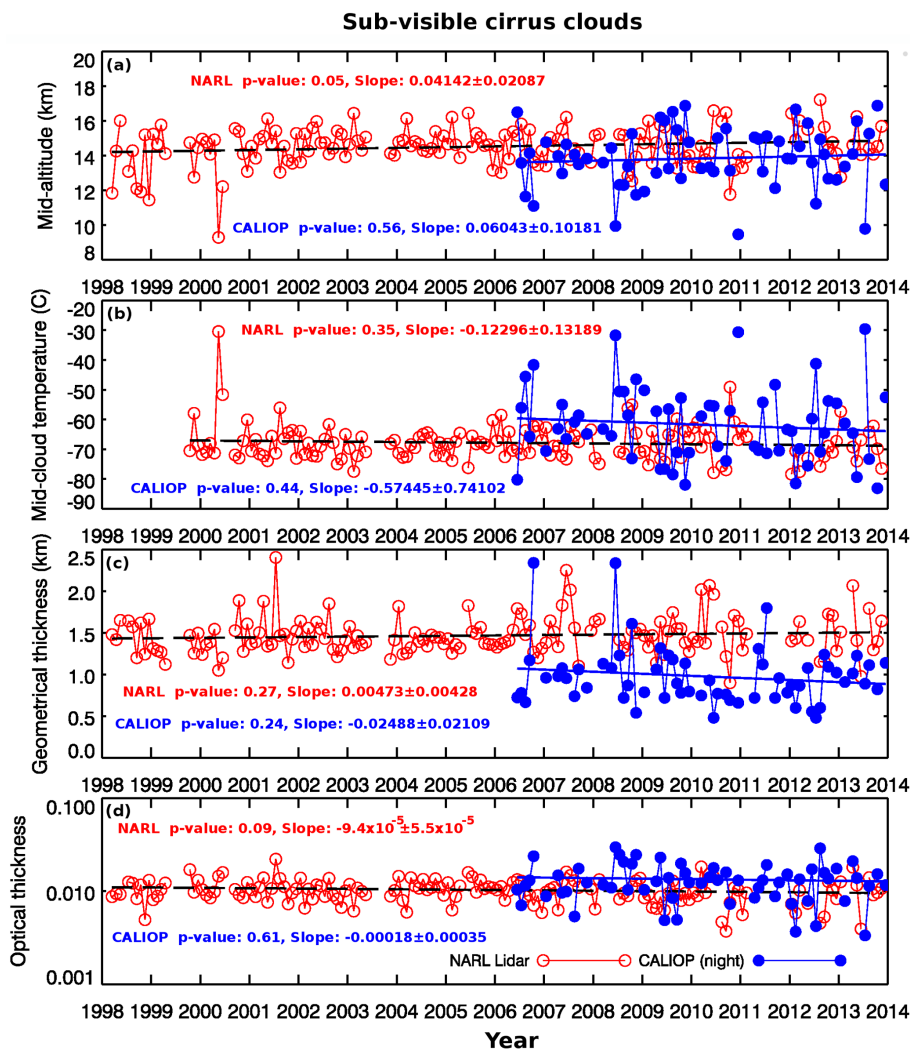 Sub-visible cirrus clouds
(a)
NARL p-value: 0.05, Slope: 0.04142±0.02087
CALIOP p-value: 0.56, Slope: 0.06043±0.10181
Mid-altitude (km)
20
18
16
14
12
10
8
1998 1999 2000 2001 2002 2003 2004 2005 2006 2007 2008 2009 2010 2011 2012 2013 2014
(b)
NARL p-value: 0.35, Slope: -0.12296±0.13189
CALIOP p-value: 0.44, Slope: -0.57445±0.74102
Mid-cloud temperature (C)
-20
-30
-40
-50
-60
-70
-80
-90
1998 1999 2000 2001 2002 2003 2004 2005 2006 2007 2008 2009 2010 2011 2012 2013 2014
(c)
NARL p-value: 0.27, Slope: 0.00473±0.00428
CALIOP p-value: 0.24, Slope: -0.02488±0.02109
Geometrical thickness (km)
2.5
2.0
1.5
1.0
0.5
0.0
1998 1999 2000 2001 2002 2003 2004 2005 2006 2007 2008 2009 2010 2011 2012 2013 2014
(d)
NARL p-value: 0.09, Slope: -9.4x10⁻⁵±5.5x10⁻⁵
CALIOP p-value: 0.61, Slope: -0.00018±0.00035
NARL Lidar
CALIOP (night)
Optical thickness
0.100
0.010
0.001
1998 1999 2000 2001 2002 2003 2004 2005 2006 2007 2008 2009 2010 2011 2012 2013 2014
Year